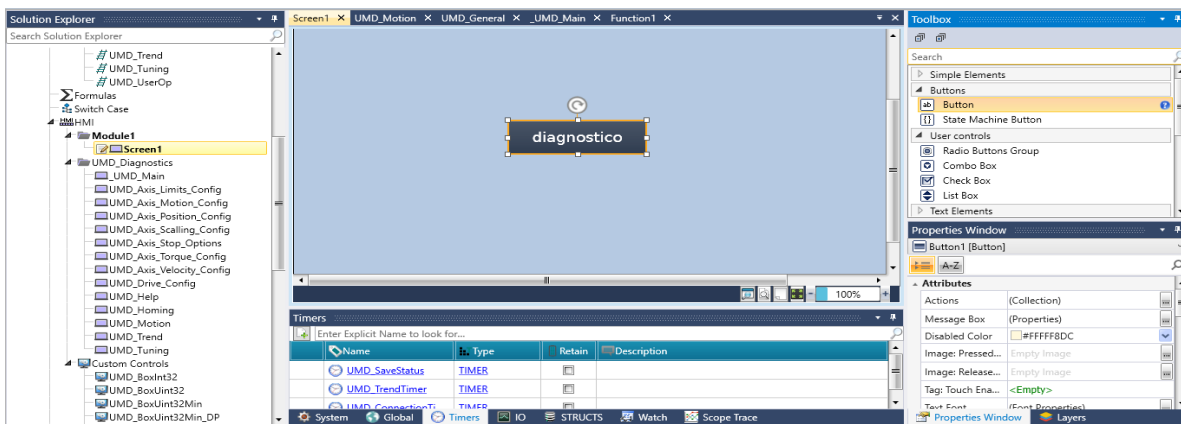 Solution Explorer
Search Solution Explorer
UMD_Trend
UMD_Tuning
UMD_UserOp
Formulas
Switch Case
HMI
Module1
Screen1
UMD_Diagnostics
_UMD_Main
UMD_Axis_Limits_Config
UMD_Axis_Motion_Config
UMD_Axis_Position_Config
UMD_Axis_Scalling_Config
UMD_Axis_Stop_Options
UMD_Axis_Torque_Config
UMD_Axis_Velocity_Config
UMD_Drive_Config
UMD_Help
UMD_Homing
UMD_Motion
UMD_Trend
UMD_Tuning
Custom Controls
UMD_BoxInt32
UMD_BoxUint32
UMD_BoxUint32Min
UMD_BoxUint32Min_DP
Screen1 UMD_Motion UMD_General _UMD_Main Function1
diagnostico
100%
Timers
Enter Explicit Name to look for...
Name Type Retain Description
UMD_SaveStatus TIMER
UMD_TrendTimer TIMER
UMD_ConnectionTi TIMER
System Global Timers IO STRUCTS Watch Scope Trace
Toolbox
Search
Simple Elements
Buttons
ab Button
{} State Machine Button
User controls
Radio Buttons Group
Combo Box
Check Box
List Box
Text Elements
Properties Window
Button1 [Button]
A-Z
Attributes
Actions (Collection)
Message Box (Properties)
Disabled Color #FFFFF8DC
Image: Pressed... Empty Image
Image: Release... Empty Image
Tag: Touch Ena... <Empty>
Text Font (Font Properties)
Properties Window Layers